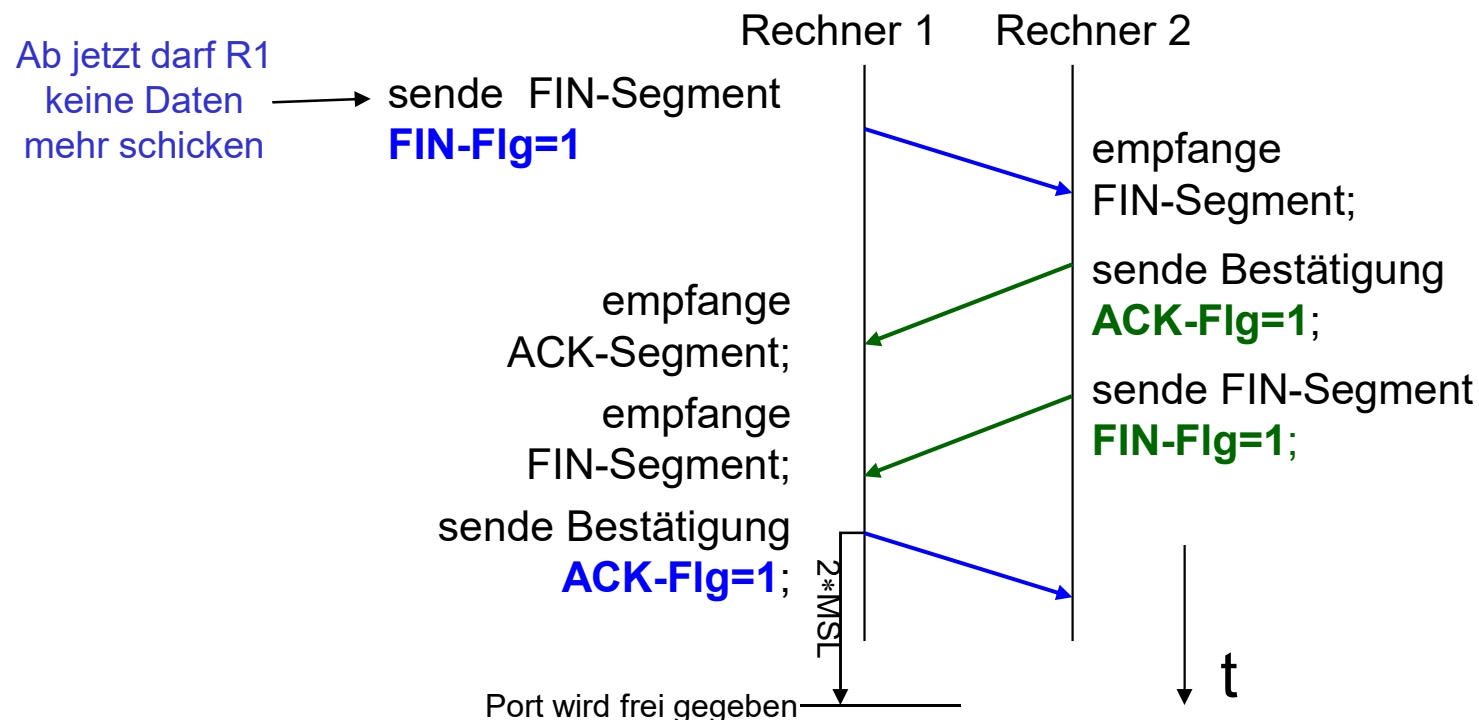 Rechner 1
Rechner 2
Ab jetzt darf R1
keine Daten
mehr schicken
sende FIN-Segment
FIN-Flg=1
empfange
FIN-Segment;
sende Bestätigung
ACK-Flg=1;
empfange
ACK-Segment;
sende FIN-Segment
FIN-Flg=1;
empfange
FIN-Segment;
sende Bestätigung
ACK-Flg=1;
2*MSL
t
Port wird frei gegeben